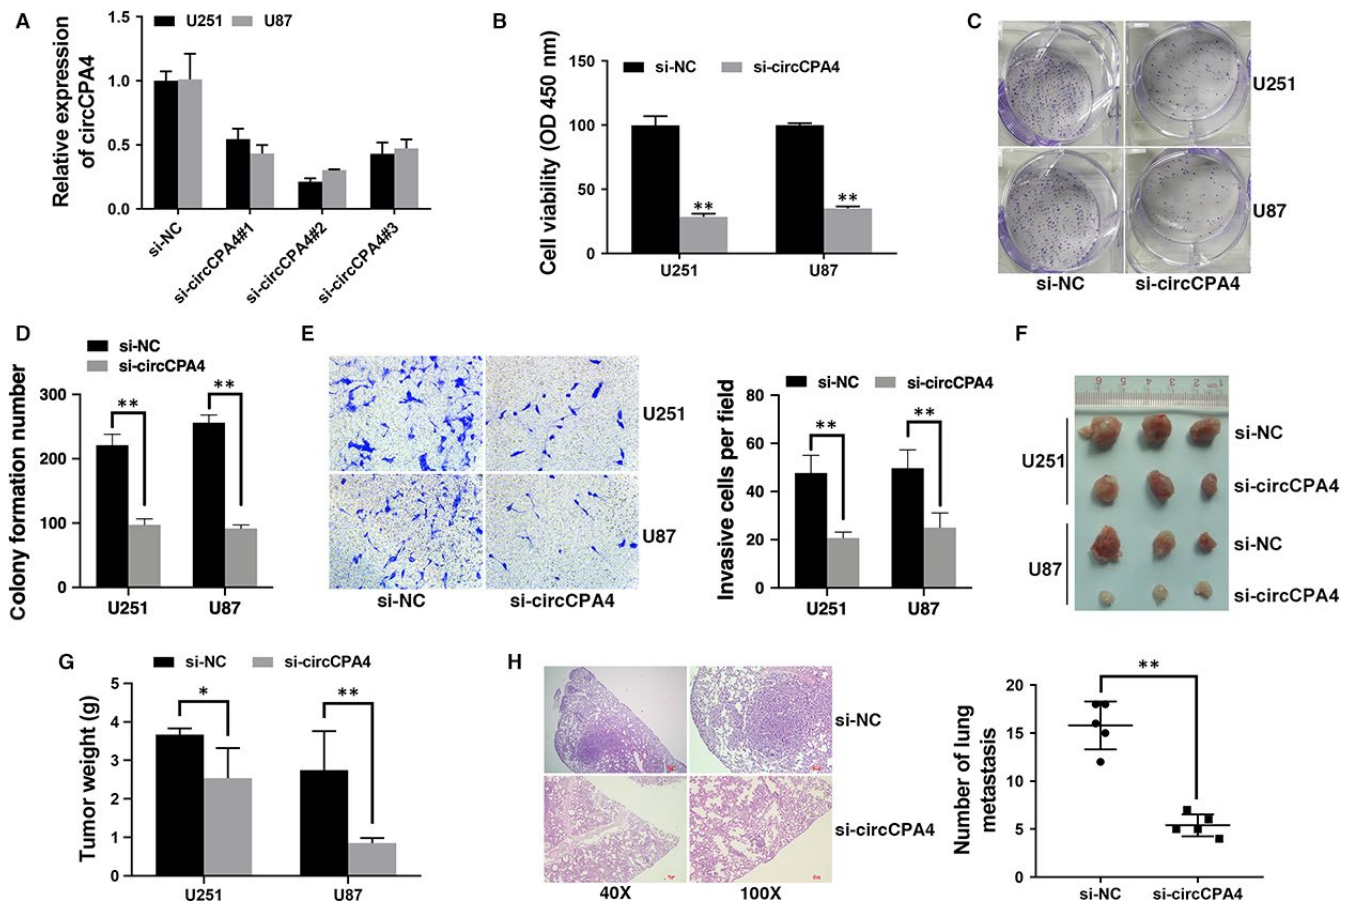 A
Relative expression
of circCPA4
U251 U87
1.5
1.0
0.5
0.0
si-NC
si-circCPA4#1
si-circCPA4#2
si-circCPA4#3
B
Cell viability (OD 450 nm)
si-NC si-circCPA4
150
100
50
0
** **
U251 U87
C
U251
U87
si-NC si-circCPA4
D
Colony formation number
si-NC
si-circCPA4
300
200
100
0
** **
U251 U87
E
U251
U87
si-NC si-circCPA4
Invasive cells per field
si-NC si-circCPA4
80
60
40
20
0
** **
U251 U87
F
6 5 4 3 2 1
U251
si-NC
si-circCPA4
U87
si-NC
si-circCPA4
G
Tumor weight (g)
si-NC si-circCPA4
5
4
3
2
1
0
* **
U251 U87
H
si-NC
si-circCPA4
40X 100X
Number of lung
metastasis
20
15
10
5
0
**
si-NC si-circCPA4